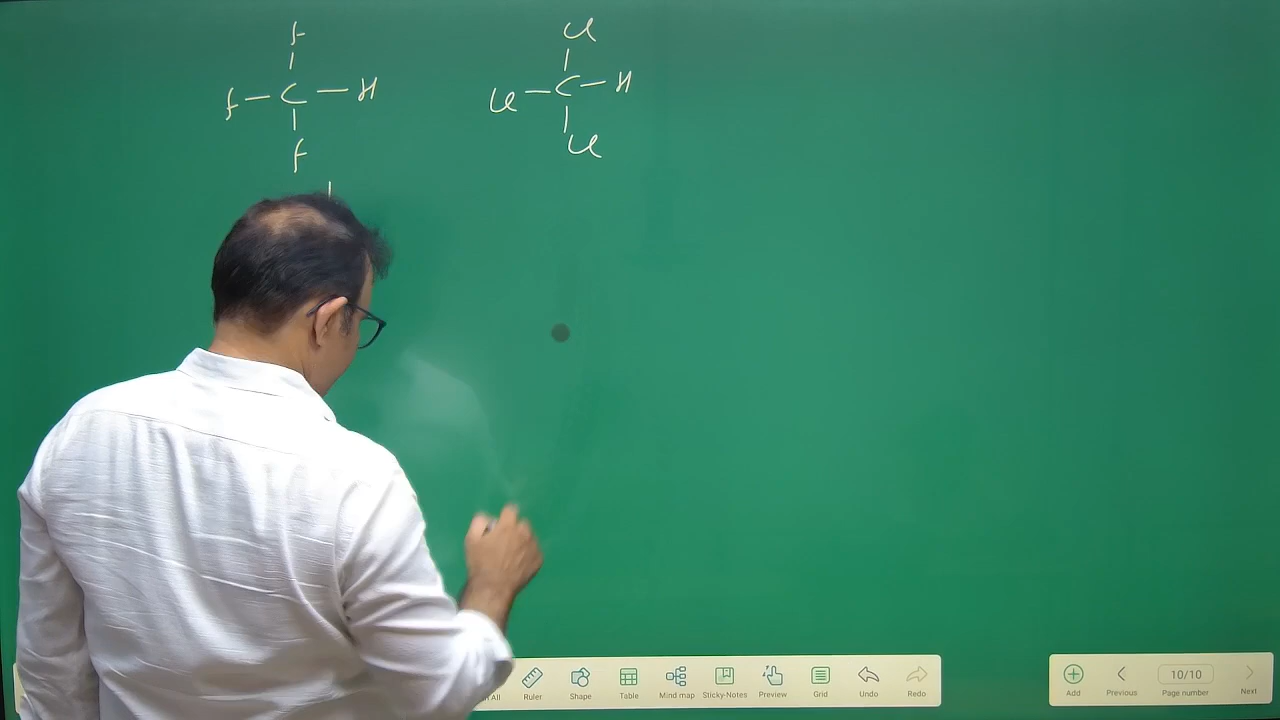 F
Cl
F — C — H
Cl — C — H
F
Cl
All
Ruler
Shape
Table
Mind map
Sticky-Notes
Preview
Grid
Undo
Redo
Add
Previous
10/10
Page number
Next